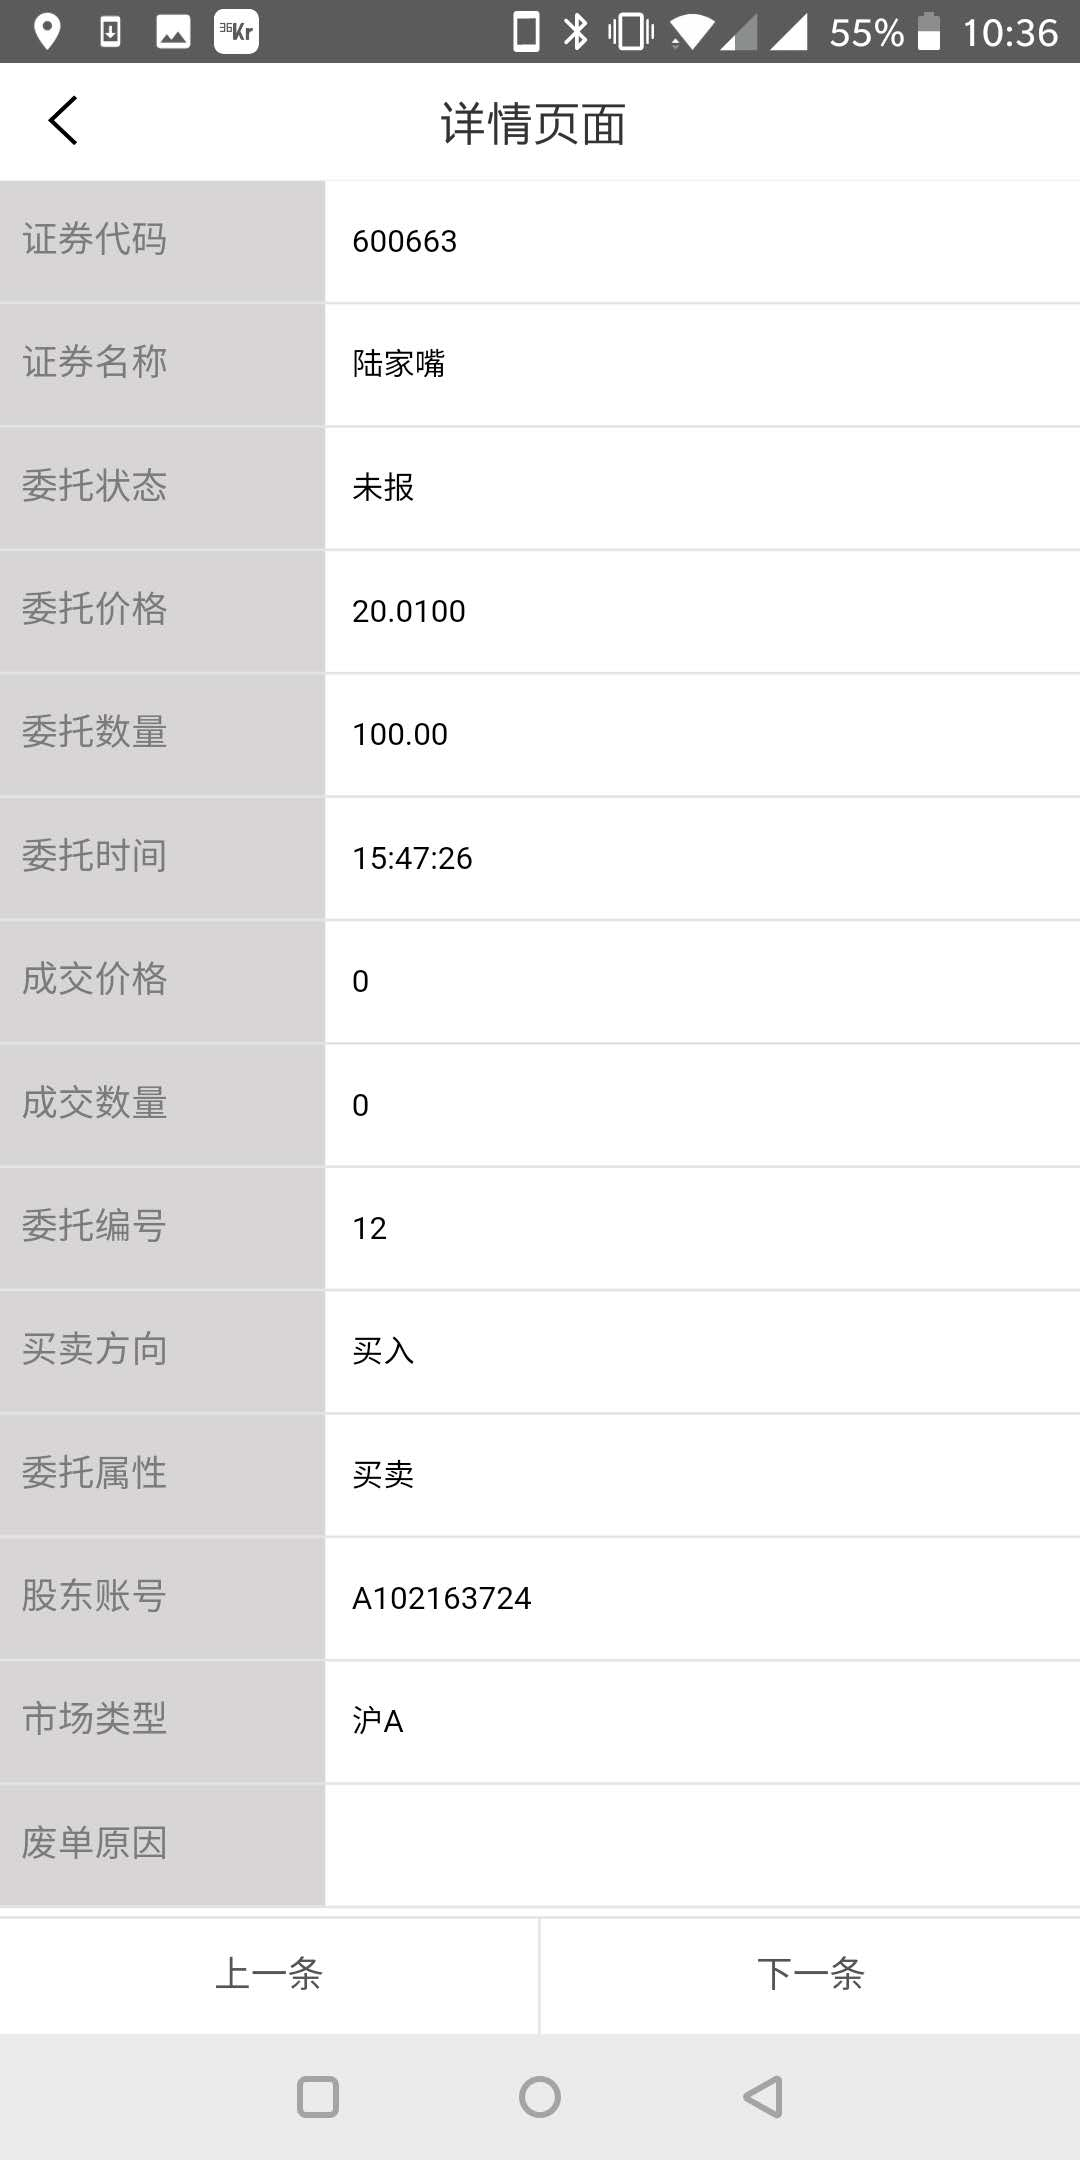 36Kr 55% 10:36
详情页面
证券代码 600663
证券名称 陆家嘴
委托状态 未报
委托价格 20.0100
委托数量 100.00
委托时间 15:47:26
成交价格 0
成交数量 0
委托编号 12
买卖方向 买入
委托属性 买卖
股东账号 A102163724
市场类型 沪A
废单原因
上一条 下一条